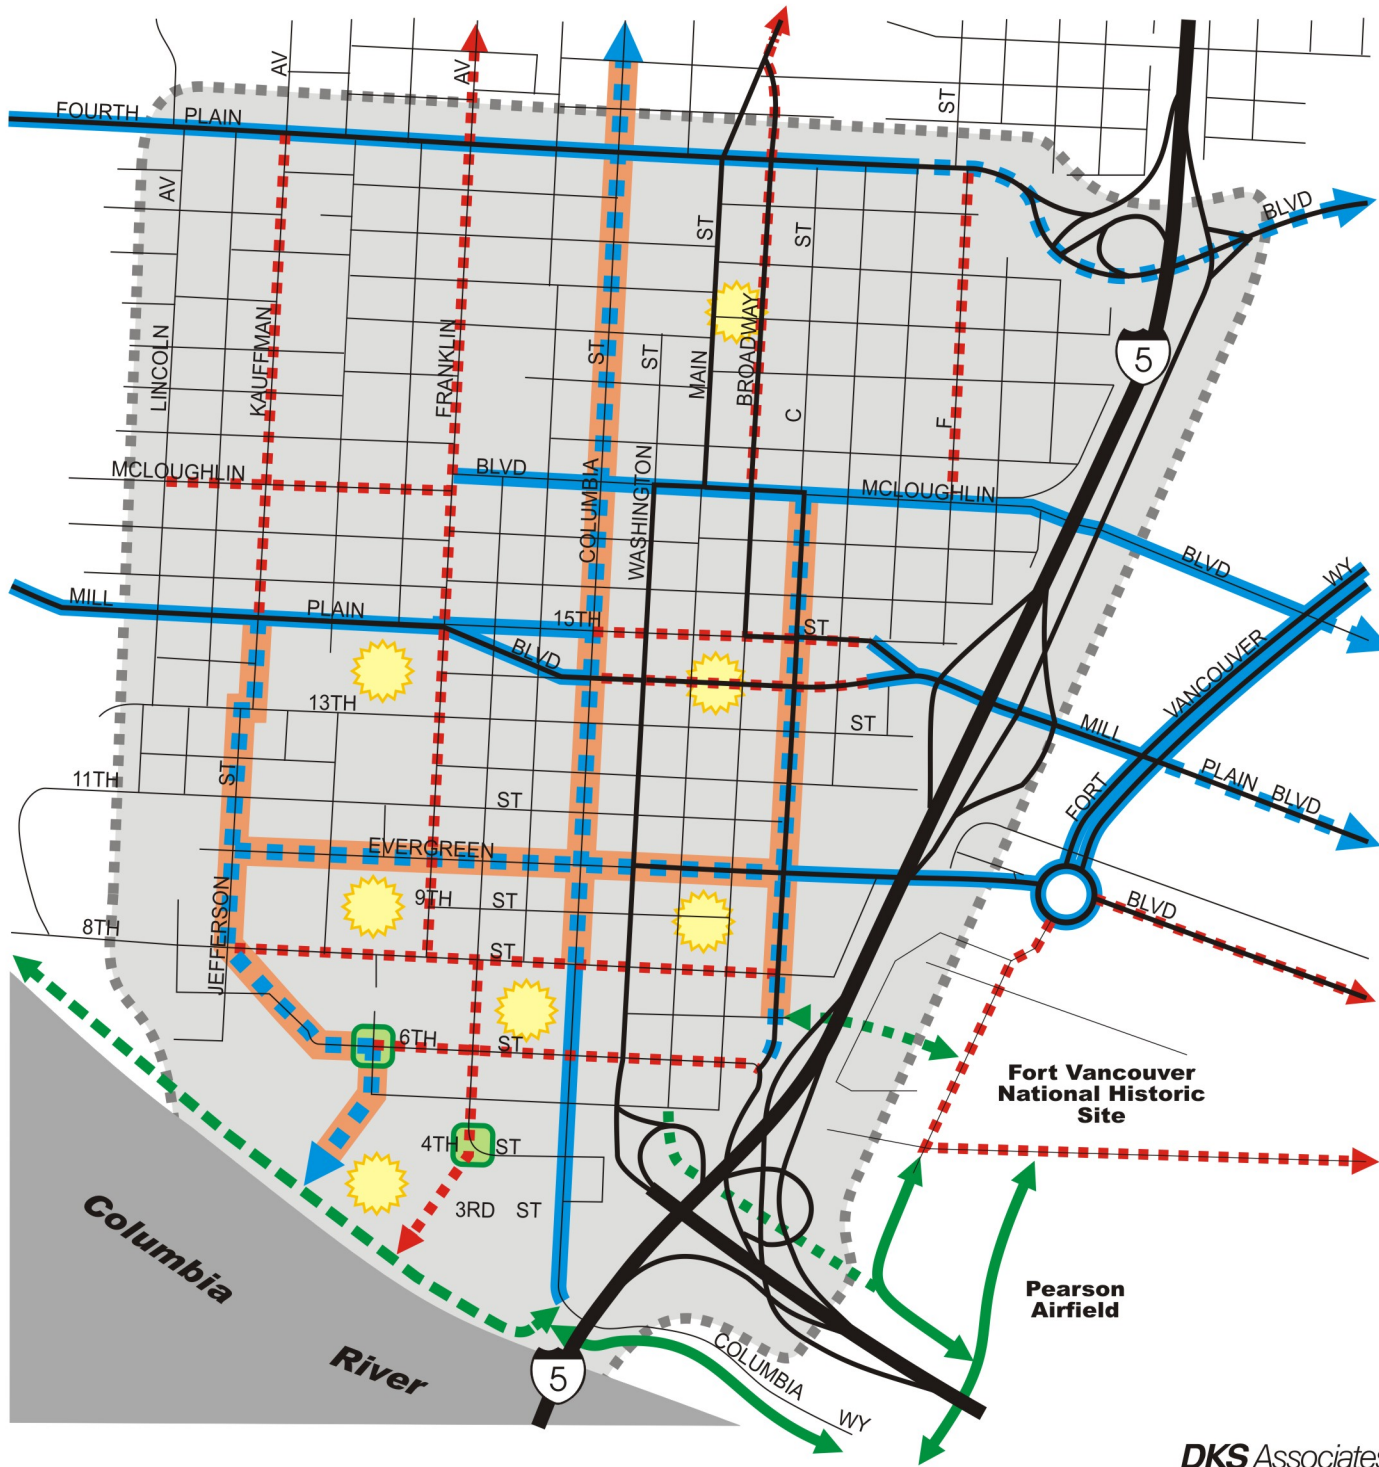 AV
AV
ST
FOURTH
PLAIN
AV
BLVD
ST
ST
5
ST
ST
LINCOLN
KAUFFMAN
FRANKLIN
MAIN
BROADWAY
C
F
MCLOUGHLIN
BLVD
COLUMBIA
WASHINGTON
MCLOUGHLIN
BLVD
WY
MILL
PLAIN
15TH
ST
BLVD
VANCOUVER
13TH
ST
MILL
11TH
ST
ST
FORT
PLAIN
BLVD
EVERGREEN
JEFFERSON
9TH
ST
BLVD
8TH
ST
6TH
ST
Fort Vancouver
National Historic
Site
4TH
ST
3RD
ST
Columbia
River
Pearson
Airfield
5
COLUMBIA
WY
DKS Associates